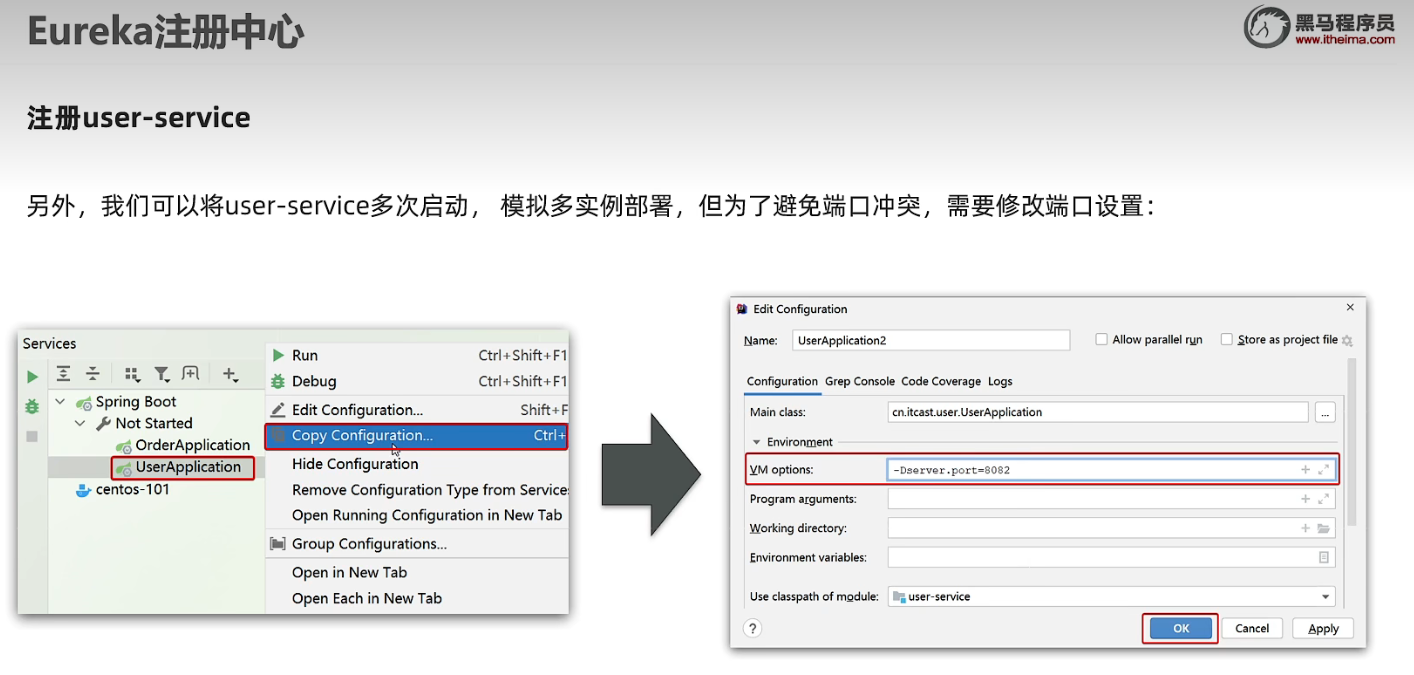 Eureka注册中心
黑马程序员
www.itheima.com
注册user-service
另外，我们可以将user-service多次启动， 模拟多实例部署，但为了避免端口冲突，需要修改端口设置：
Services
Spring Boot
Not Started
OrderApplication
UserApplication
centos-101
Run Ctrl+Shift+F1
Debug Ctrl+Shift+F1
Edit Configuration... Shift+F
Copy Configuration... Ctrl+
Hide Configuration
Remove Configuration Type from Services
Open Running Configuration in New Tab
Group Configurations...
Open in New Tab
Open Each in New Tab
Edit Configuration
Name: UserApplication2 Allow parallel run Store as project file
Configuration Grep Console Code Coverage Logs
Main class: cn.itcast.user.UserApplication ...
Environment
VM options: -Dserver.port=8082
Program arguments:
Working directory:
Environment variables:
Use classpath of module: user-service
? OK Cancel Apply